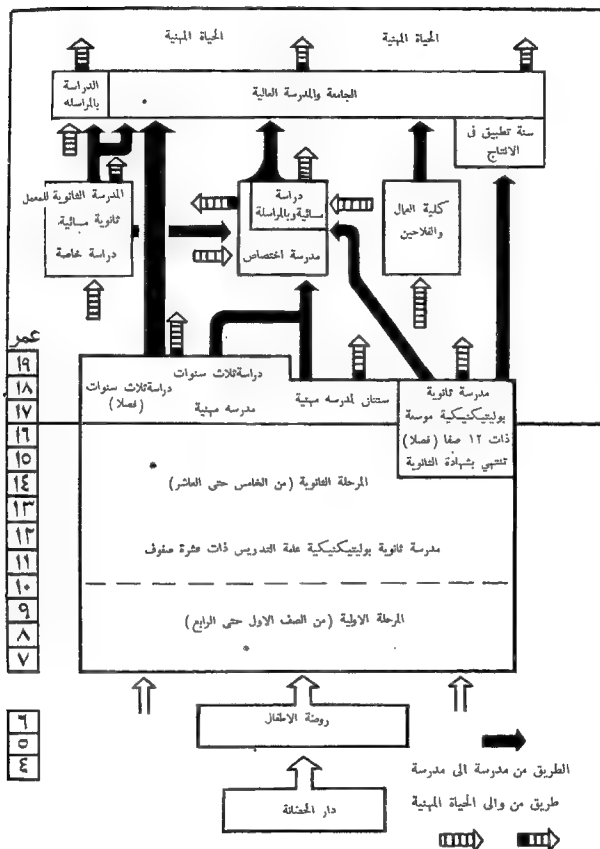 الحياة المهنية
الحياة المهنية
الجامعة والمدرسة العالية
الدراسة
بالمراسله
سنة تطبيق فى
الانتاج
كلية العمال
والفلاحين
دراسة
مسائية وبالمراسلة
مدرسة اختصاص
المدرسة الثانوية للمعمل
ثانوية مسائية.
دراسة خاصة
عمر
١٩
١٨
١٧
١٦
١٥
١٤
١٣
١٢
١١
١٠
٩
٨
٧
٦
٥
٤
مدرسة ثانوية
بوليتيكنيكية موسعة
ذات ١٢ صفا (فصلا)
تنتهي بشهادة الثانوية
سنتان لمدرسه مهنية
دراسة ثلاث سنوات
مدرسه مهنية
دراسة ثلاث سنوات
(فصلا)
المرحلة الثانوية (من الخامس حتى العاشر)
مدرسة ثانوية بوليتيكنيكية عامة التدريس ذات عشرة صفوف
المرحلة الاولية (من الصف الاول حتى الرابع)
روضة الاطفال
دار الحضانة
الطريق من مدرسة الى مدرسة
طريق من والى الحياة المهنية